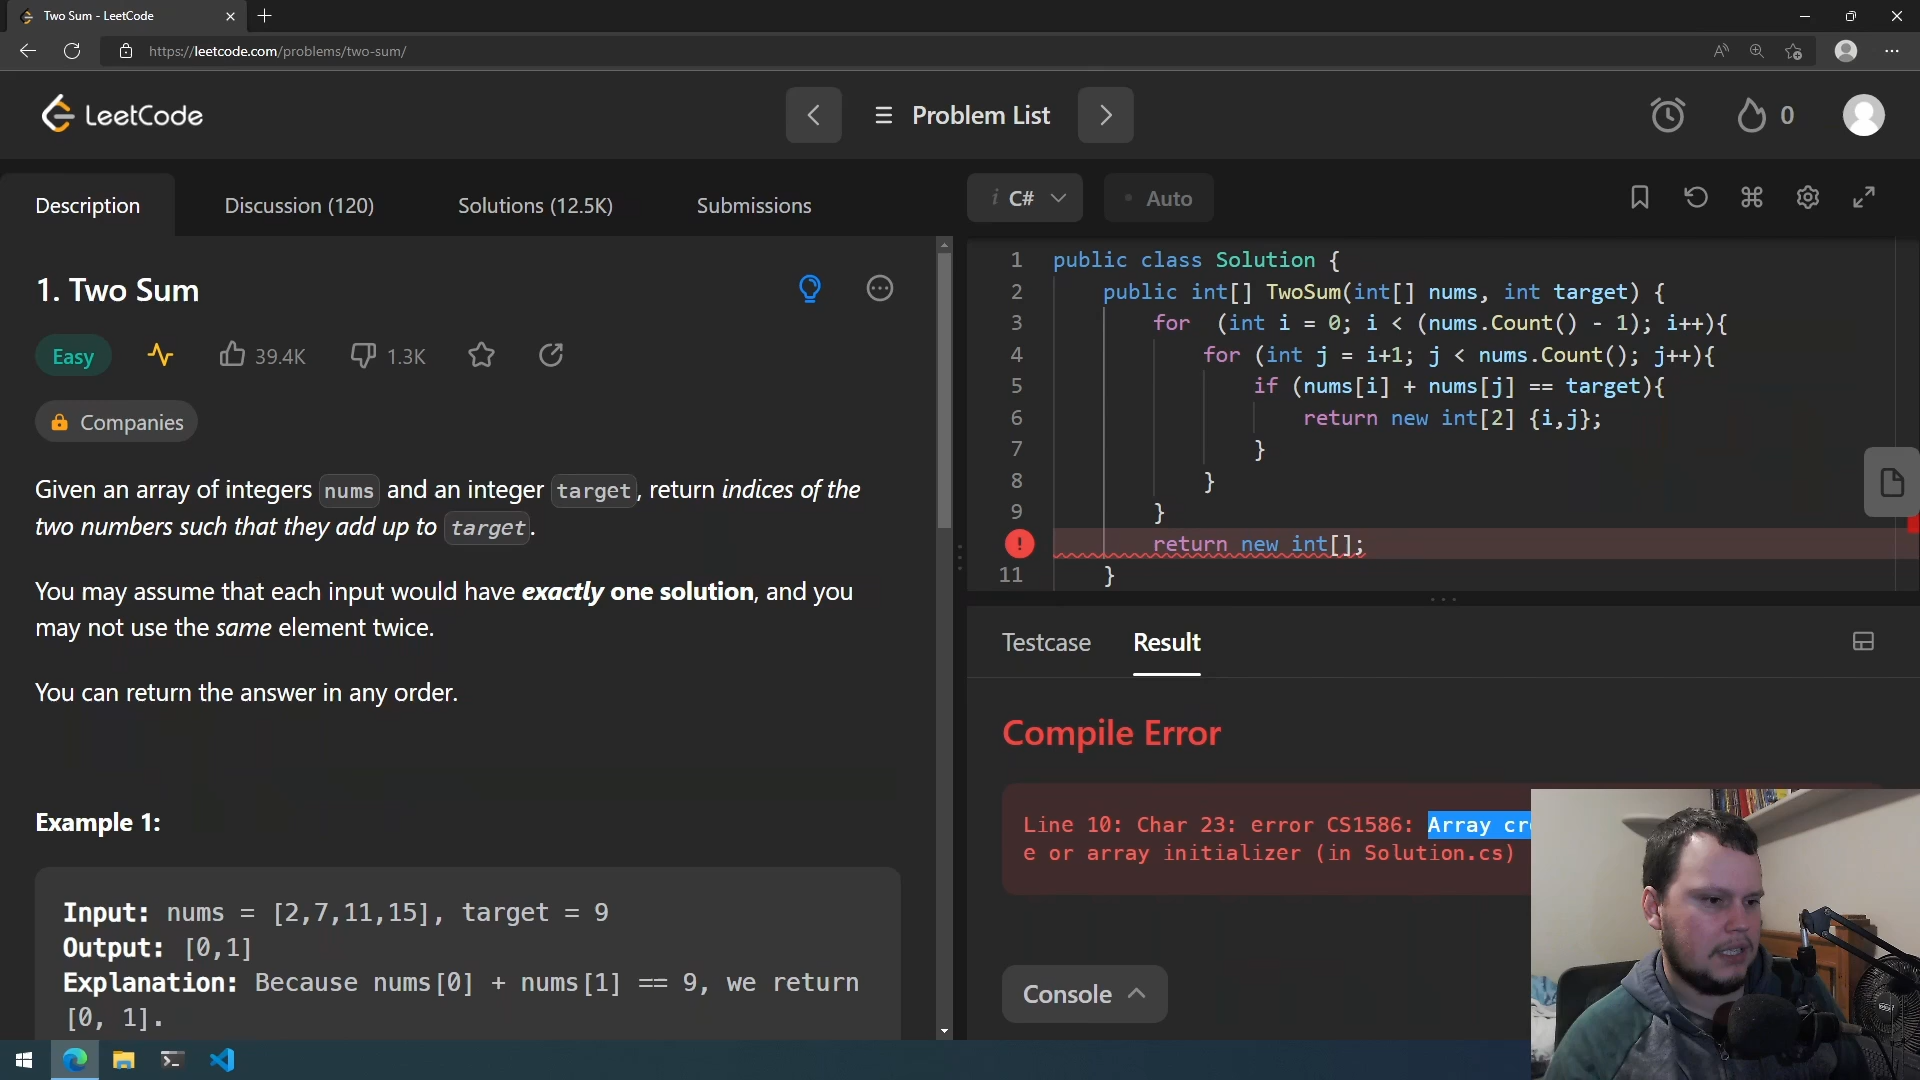 Two Sum - LeetCode
https://leetcode.com/problems/two-sum/
LeetCode
Problem List
0
Description
Discussion (120)
Solutions (12.5K)
Submissions
1. Two Sum
Easy
39.4K
1.3K
Companies
Given an array of integers nums and an integer target, return indices of the
two numbers such that they add up to target.
You may assume that each input would have exactly one solution, and you
may not use the same element twice.
You can return the answer in any order.
Example 1:
Input: nums = [2,7,11,15], target = 9
Output: [0,1]
Explanation: Because nums[0] + nums[1] == 9, we return
[0, 1].
i C#
Auto
1 public class Solution {
2 public int[] TwoSum(int[] nums, int target) {
3 for (int i = 0; i < (nums.Count() - 1); i++){
4 for (int j = i+1; j < nums.Count(); j++){
5 if (nums[i] + nums[j] == target){
6 return new int[2] {i,j};
7 }
8 }
9 }
return new int[];
11 }
Testcase
Result
Compile Error
Line 10: Char 23: error CS1586: Array cr
e or array initializer (in Solution.cs)
Console